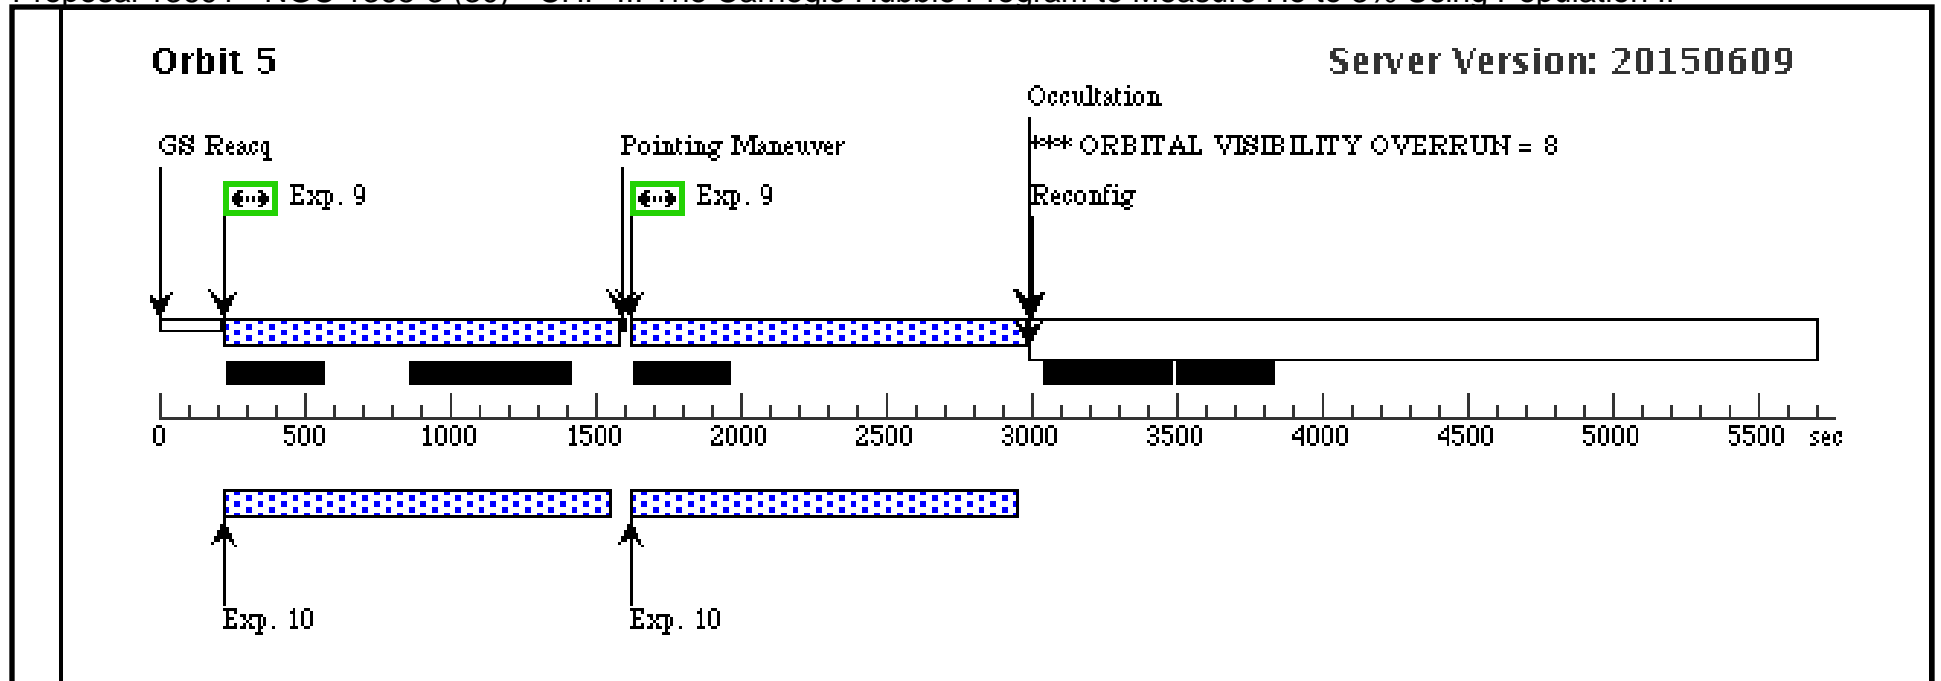 Orbit 5
Server Version: 20150609
Occultation
GS Reacq
Pointing Maneuver
*** ORBITAL VISIBILITY OVERRUN = 8
Exp. 9
Exp. 9
Reconfig
0 500 1000 1500 2000 2500 3000 3500 4000 4500 5000 5500 sec
Exp. 10
Exp. 10